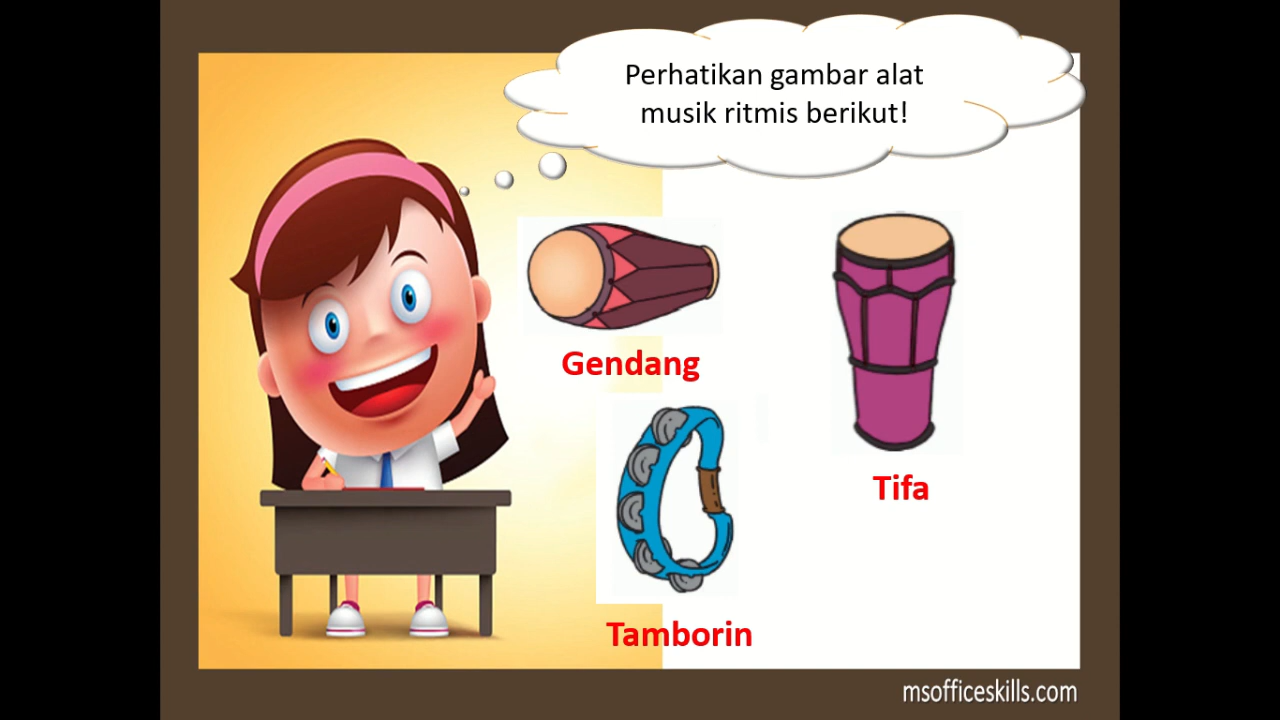 Perhatikan gambar alat
musik ritmis berikut!
Gendang
Tifa
Tamborin
msofficeskills.com